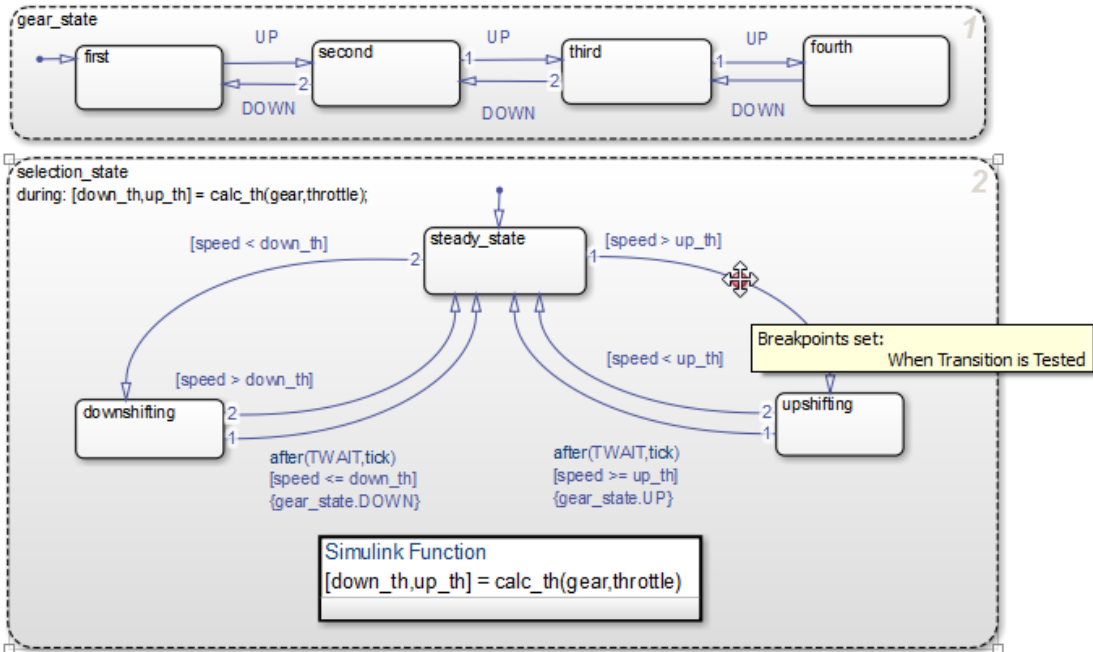 gear_state
1
first
UP
second
UP
third
UP
fourth
1
1
2
2
DOWN
DOWN
DOWN
selection_state
2
during: [down_th,up_th] = calc_th(gear,throttle);
[speed < down_th]
steady_state
[speed > up_th]
2
1
Breakpoints set:
When Transition is Tested
[speed < up_th]
[speed > down_th]
downshifting
upshifting
2
1
2
1
after(TWAIT,tick)
[speed <= down_th]
{gear_state.DOWN}
after(TWAIT,tick)
[speed >= up_th]
{gear_state.UP}
Simulink Function
[down_th,up_th] = calc_th(gear,throttle)